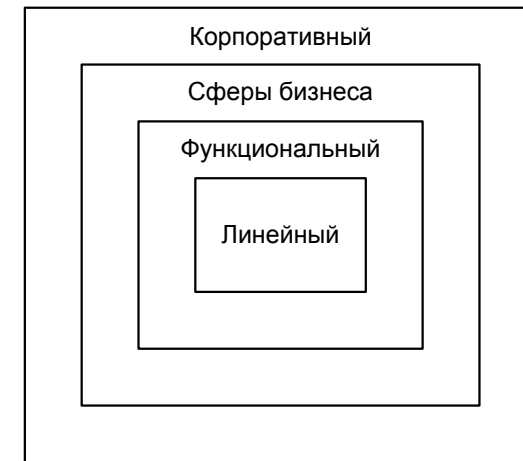 Корпоративный
Сферы бизнеса
Функциональный
Линейный